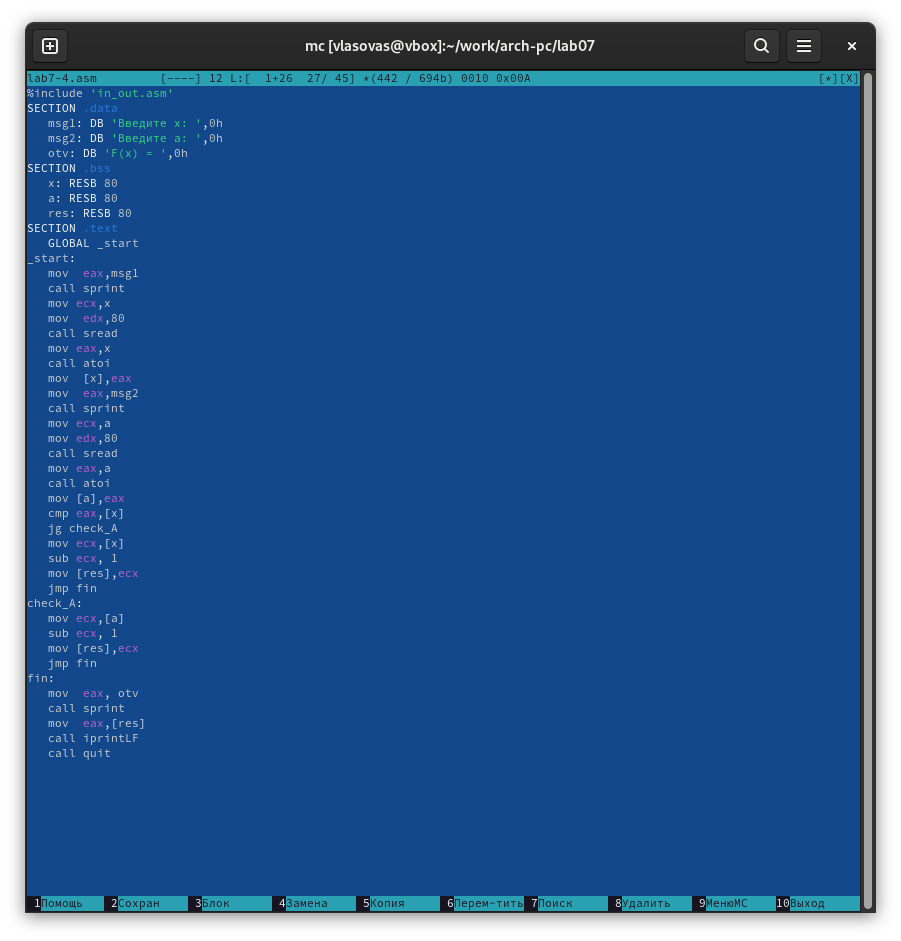 mc [vlasovas@vbox]:~/work/arch-pc/lab07
lab7-4.asm         [----] 12 L:[  1+26  27/ 45] *(442 / 694b) 0010 0x00A                                         [*][X]
%include 'in_out.asm'
SECTION .data
   msg1: DB 'Введите x: ',0h
   msg2: DB 'Введите a: ',0h
   otv: DB 'F(x) = ',0h
SECTION .bss
   x: RESB 80
   a: RESB 80
   res: RESB 80
SECTION .text
   GLOBAL _start
_start:
   mov  eax,msg1
   call sprint
   mov ecx,x
   mov  edx,80
   call sread
   mov eax,x
   call atoi
   mov  [x],eax
   mov  eax,msg2
   call sprint
   mov ecx,a
   mov edx,80
   call sread
   mov eax,a
   call atoi
   mov [a],eax
   cmp eax,[x]
   jg check_A
   mov ecx,[x]
   sub ecx, 1
   mov [res],ecx
   jmp fin
check_A:
   mov ecx,[a]
   sub ecx, 1
   mov [res],ecx
   jmp fin
fin:
   mov  eax, otv
   call sprint
   mov  eax,[res]
   call iprintLF
   call quit
1Помощь 2Сохран 3Блок 4Замена 5Копия 6Перем~тить 7Поиск 8Удалить 9МенюMC 10Выход